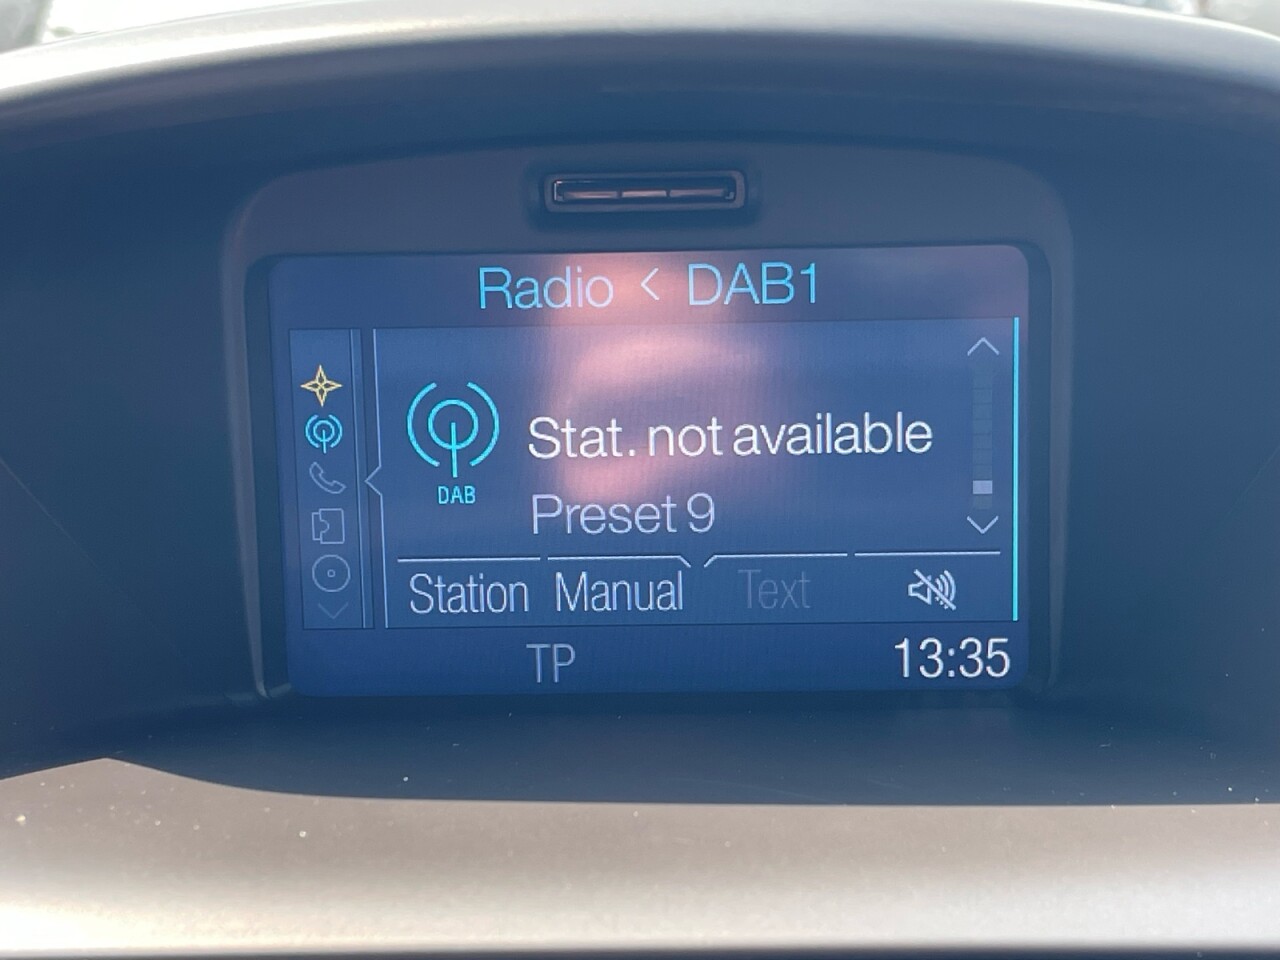 Radio < DAB1
Stat. not available
DAB
Preset 9
Station Manual Text
TP 13:35